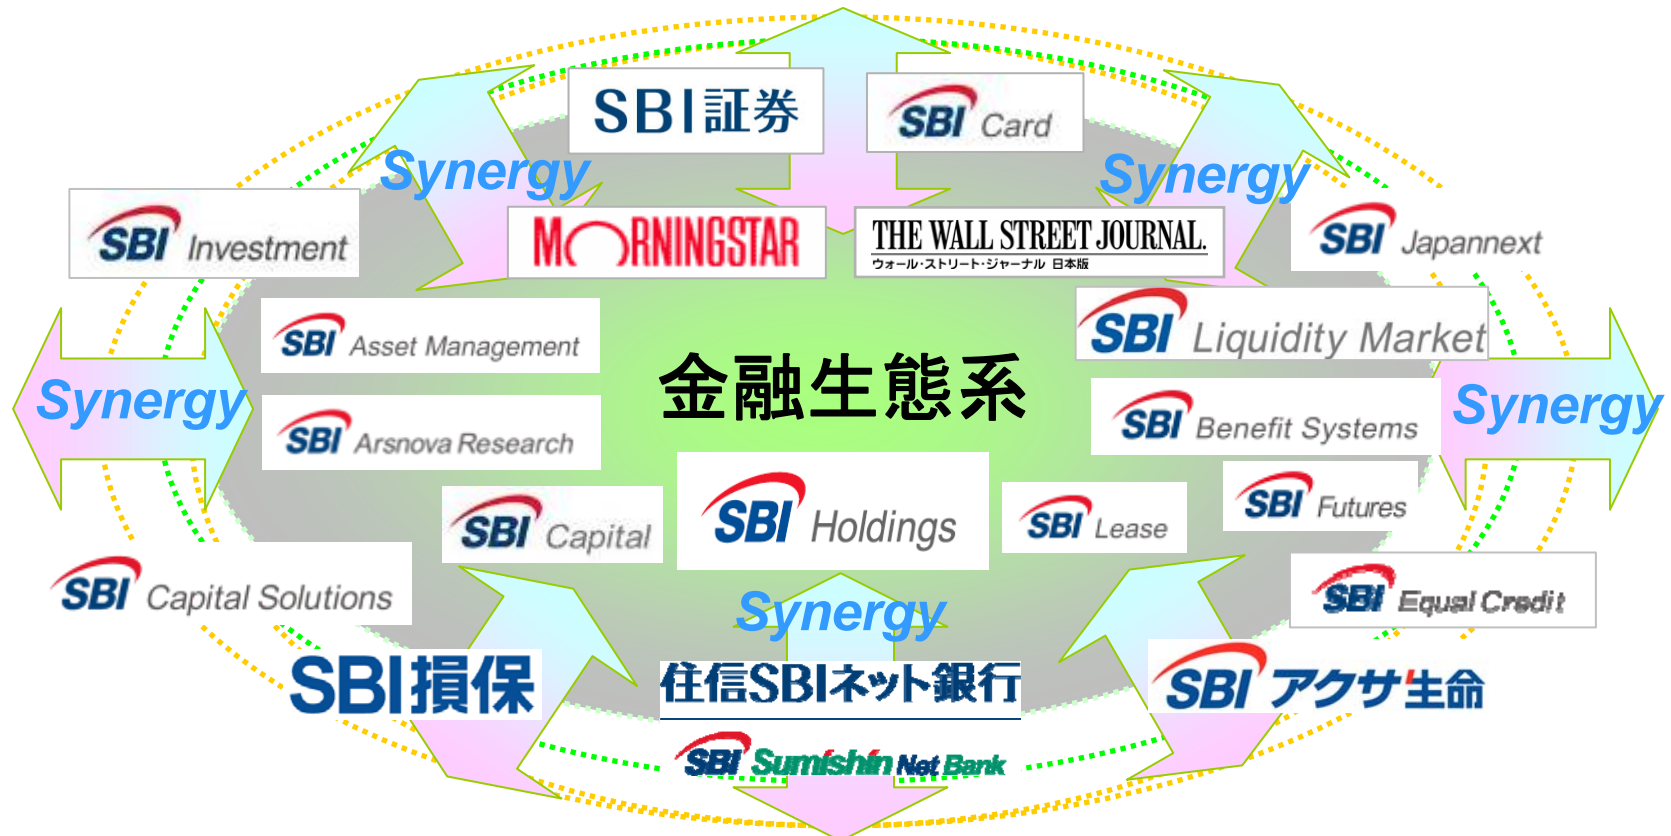 SBI証券
SBI Card
Synergy
Synergy
SBI Investment
MORNINGSTAR
THE WALL STREET JOURNAL.
ウォール・ストリート・ジャーナル 日本版
SBI Japannext
SBI Asset Management
SBI Liquidity Market
金融生態系
Synergy
Synergy
SBI Arsnova Research
SBI Benefit Systems
SBI Capital
SBI Holdings
SBI Lease
SBI Futures
SBI Capital Solutions
Synergy
SBI Equal Credit
SBI損保
住信SBIネット銀行
SBI アクサ生命
SBI Sumishin Net Bank